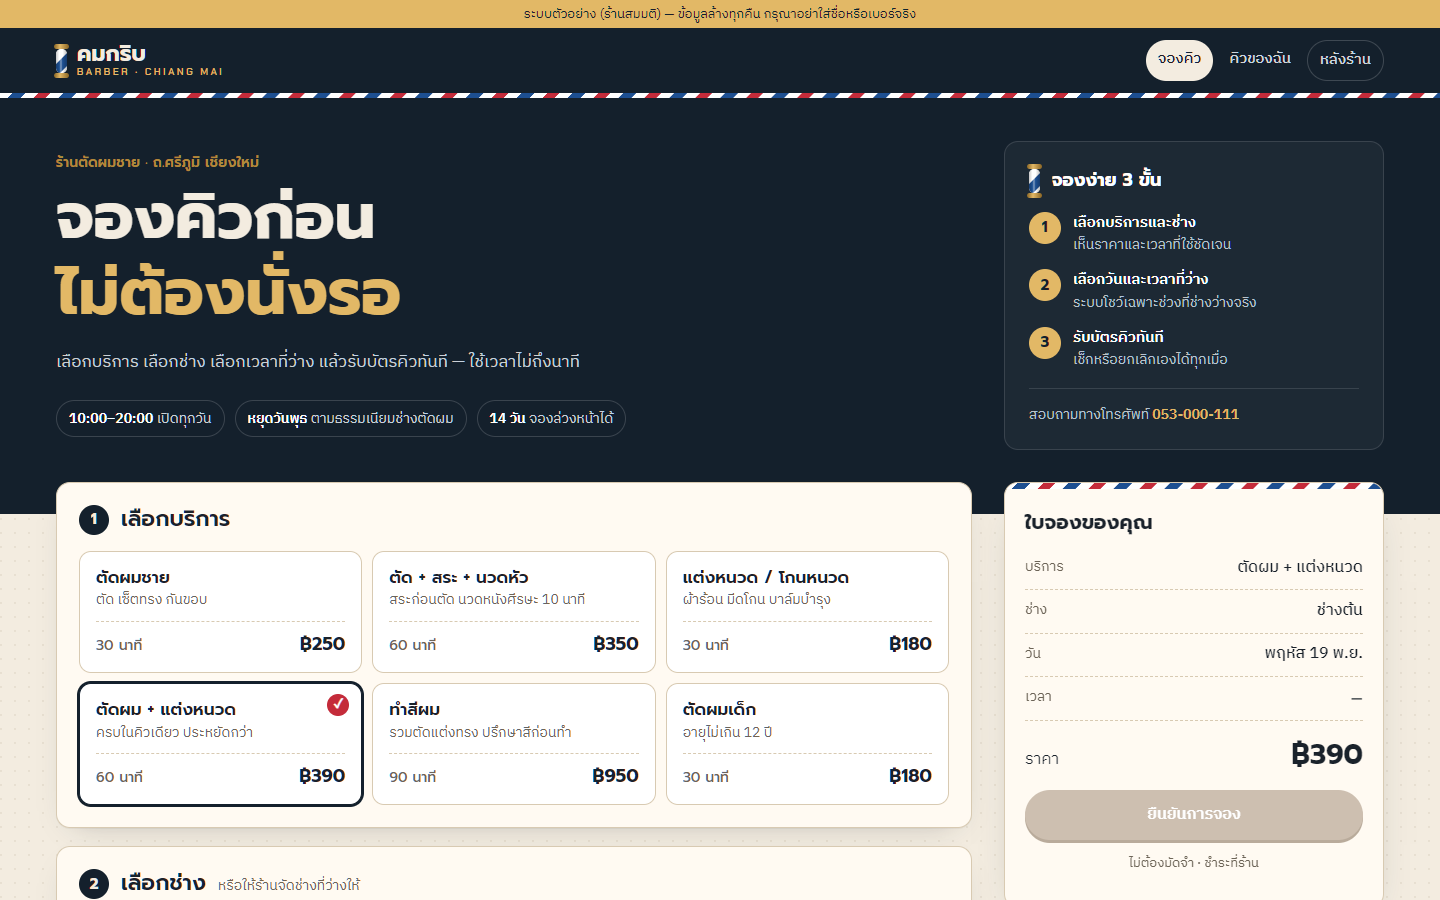 ระบบตัวอย่าง (ร้านสมมติ) — ข้อมูลล้างทุกคืน กรุณาอย่าใส่ชื่อหรือเบอร์จริง
คมกริบ
BARBER · CHIANG MAI
จองคิว
คิวของฉัน
หลังร้าน
ร้านตัดผมชาย · ถ.ศรีภูมิ เชียงใหม่
จองคิวก่อน
ไม่ต้องนั่งรอ
เลือกบริการ เลือกช่าง เลือกเวลาที่ว่าง แล้วรับบัตรคิวทันที — ใช้เวลาไม่ถึงนาที
10:00–20:00 เปิดทุกวัน
หยุดวันพุธ ตามธรรมเนียมช่างตัดผม
14 วัน จองล่วงหน้าได้
จองง่าย 3 ขั้น
1 เลือกบริการและช่าง
เห็นราคาและเวลาที่ใช้ชัดเจน
2 เลือกวันและเวลาที่ว่าง
ระบบโชว์เฉพาะช่วงที่ช่างว่างจริง
3 รับบัตรคิวทันที
เช็กหรือยกเลิกเองได้ทุกเมื่อ
สอบถามทางโทรศัพท์ 053-000-111
1 เลือกบริการ
ตัดผมชาย
ตัด เซ็ตทรง กันขอบ
30 นาที ฿250
ตัด + สระ + นวดหัว
สระก่อนตัด นวดหนังศีรษะ 10 นาที
60 นาที ฿350
แต่งหนวด / โกนหนวด
ผ้าร้อน มีดโกน บาล์มบำรุง
30 นาที ฿180
ตัดผม + แต่งหนวด
ครบในคิวเดียว ประหยัดกว่า
60 นาที ฿390
ทำสีผม
รวมตัดแต่งทรง ปรึกษาสีก่อนทำ
90 นาที ฿950
ตัดผมเด็ก
อายุไม่เกิน 12 ปี
30 นาที ฿180
2 เลือกช่าง หรือให้ร้านจัดช่างที่ว่างให้
ใบจองของคุณ
บริการ ตัดผม + แต่งหนวด
ช่าง ช่างต้น
วัน พฤหัส 19 พ.ย.
เวลา —
ราคา ฿390
ยืนยันการจอง
ไม่ต้องมัดจำ · ชำระที่ร้าน